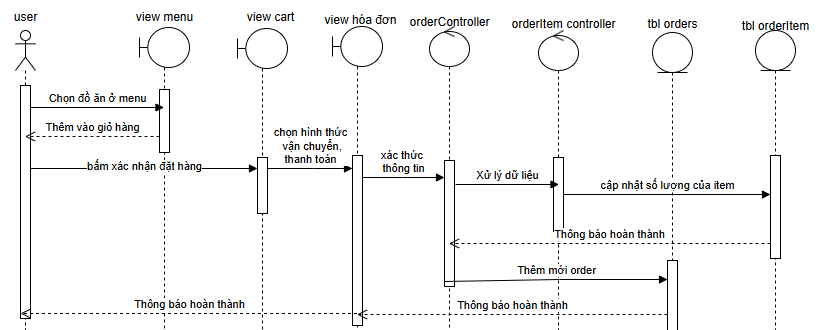 user
view menu
view cart
view hóa đơn
orderController
orderItem controller
tbl orders
tbl orderItem
Chọn đồ ăn ở menu
Thêm vào giỏ hàng
bấm xác nhận đặt hàng
chọn hình thức
vận chuyển,
thanh toán
xác thức
thông tin
Xử lý dữ liệu
cập nhật số lượng của item
Thông báo hoàn thành
Thêm mới order
Thông báo hoàn thành
Thông báo hoàn thành